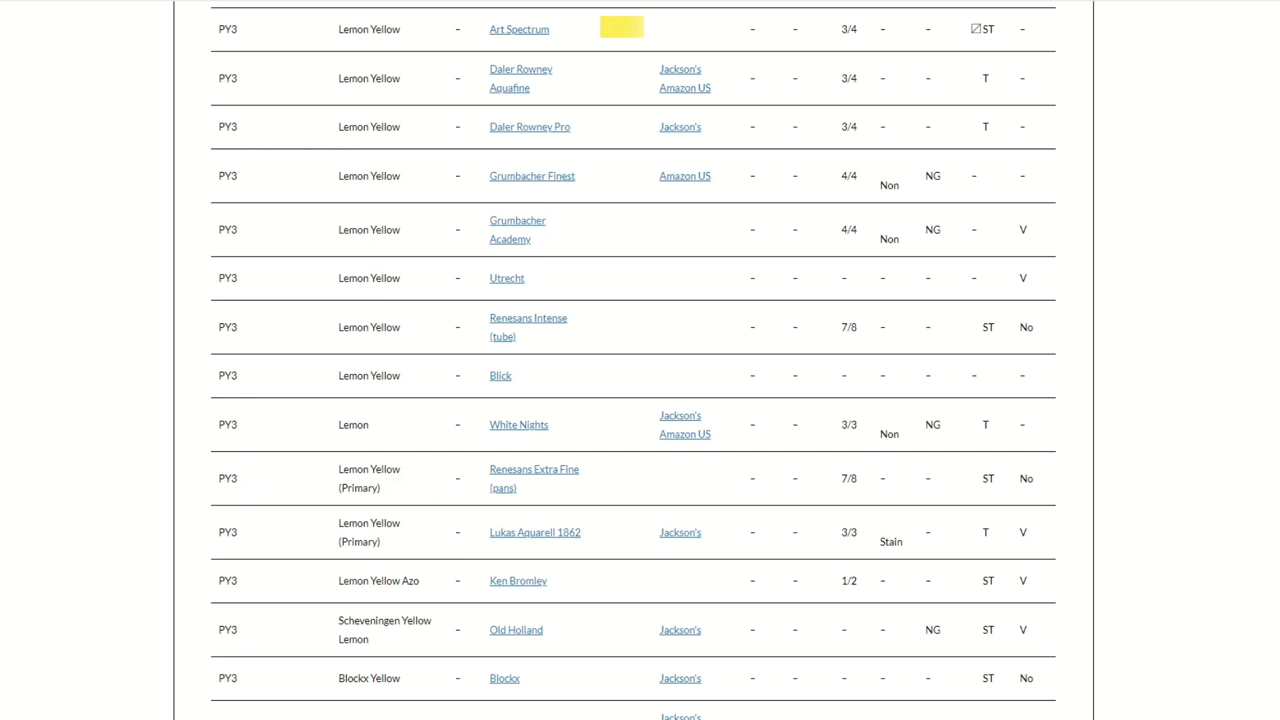 PY3 Lemon Yellow - Art Spectrum - - 3/4 - - ST -
PY3 Lemon Yellow - Daler Rowney Aquafine Jackson's Amazon US - - 3/4 - - T -
PY3 Lemon Yellow - Daler Rowney Pro Jackson's - - 3/4 - - T -
PY3 Lemon Yellow - Grumbacher Finest Amazon US - - 4/4 Non NG - -
PY3 Lemon Yellow - Grumbacher Academy - - 4/4 Non NG - V
PY3 Lemon Yellow - Utrecht - - - - - - V
PY3 Lemon Yellow - Renesans Intense (tube) - - 7/8 - - ST No
PY3 Lemon Yellow - Blick - - - - - - -
PY3 Lemon - White Nights Jackson's Amazon US - - 3/3 Non NG T -
PY3 Lemon Yellow (Primary) - Renesans Extra Fine (pans) - - 7/8 - - ST No
PY3 Lemon Yellow (Primary) - Lukas Aquarell 1862 Jackson's - - 3/3 Stain - T V
PY3 Lemon Yellow Azo - Ken Bromley - - 1/2 - - ST V
PY3 Scheveningen Yellow Lemon - Old Holland Jackson's - - - - NG ST V
PY3 Blockx Yellow - Blockx Jackson's - - - - - ST No
Jackson's